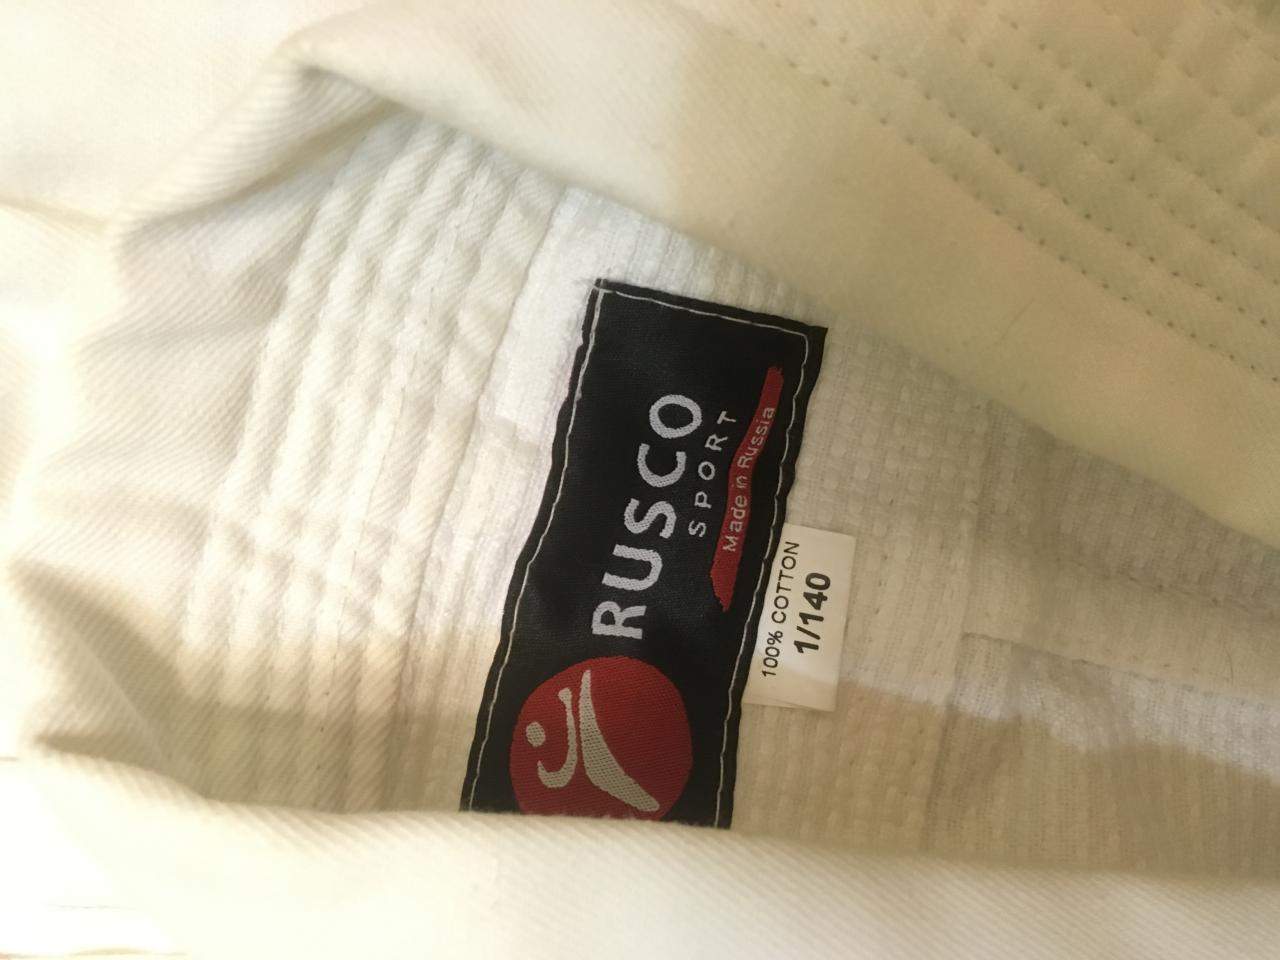 RUSCO
SPORT
Made in Russia
100% COTTON
1/140